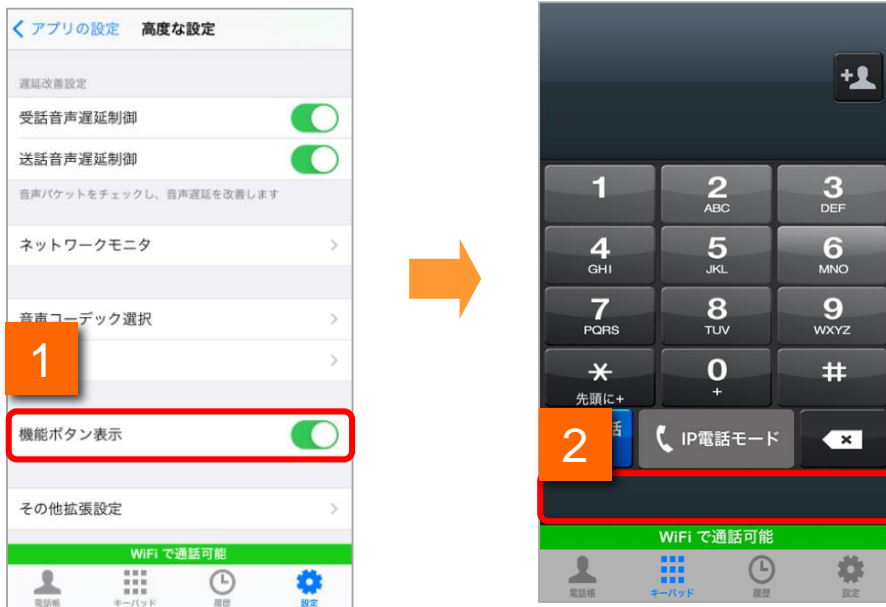 アプリの設定 高度な設定
遅延改善設定
受話音声遅延制御
送話音声遅延制御
音声パケットをチェックし、音声遅延を改善します
ネットワークモニタ
音声コーデック選択
1
機能ボタン表示
その他拡張設定
WiFi で通話可能
電話帳 キーパッド 履歴 設定
1 2 3
ABC DEF
4 5 6
GHI JKL MNO
7 8 9
PQRS TUV WXYZ
* 0 #
先頭に+ +
2 話 IP電話モード
WiFi で通話可能
電話帳 キーパッド 履歴 設定